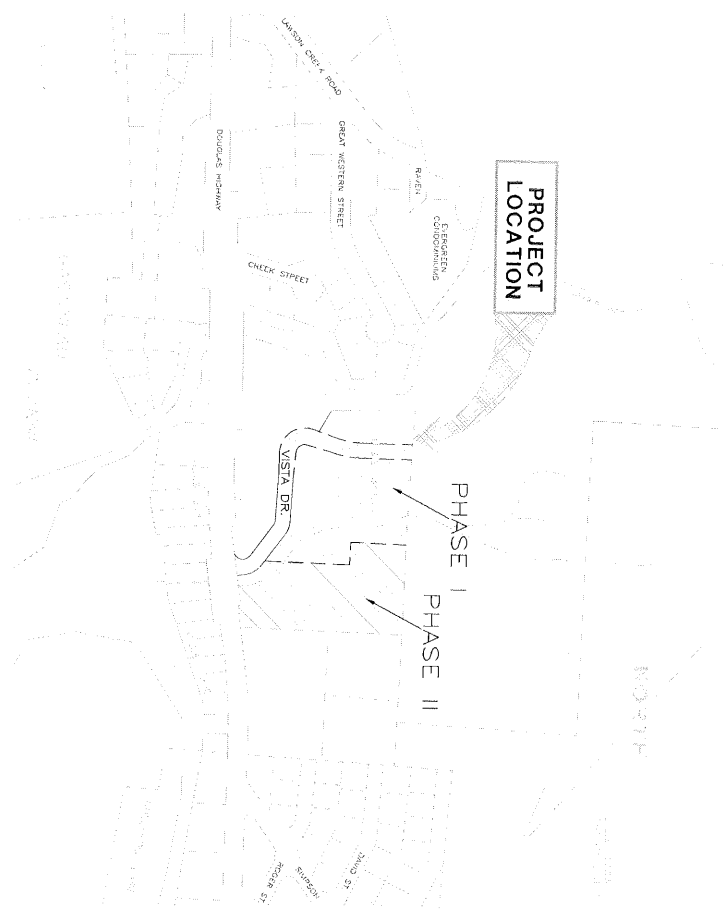 LAWSON CREEK ROAD
DOUGLAS HIGHWAY
GREAT WESTERN STREET
RAVEN
EVERGREEN
CONDOMINIUMS
CREEK STREET
PROJECT
LOCATION
VISTA DR.
PHASE I
PHASE II
NORTH
DAVID ST.
SIMPSON
ROGER ST.